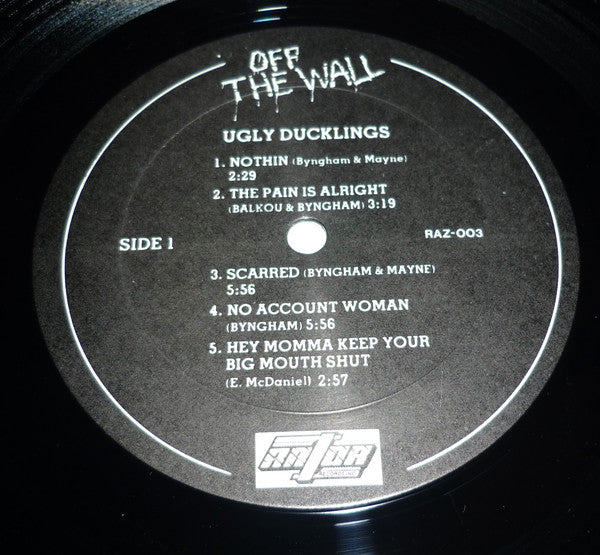 OFF
THE WALL
UGLY DUCKLINGS
1. NOTHIN (Byngham & Mayne)
2:29
2. THE PAIN IS ALRIGHT
(BALKOU & BYNGHAM) 3:19
SIDE 1
RAZ-003
3. SCARRED (BYNGHAM & MAYNE)
5:56
4. NO ACCOUNT WOMAN
(BYNGHAM) 5:56
5. HEY MOMMA KEEP YOUR
BIG MOUTH SHUT
(E. McDaniel) 2:57
RAZOR
RECORDINGS